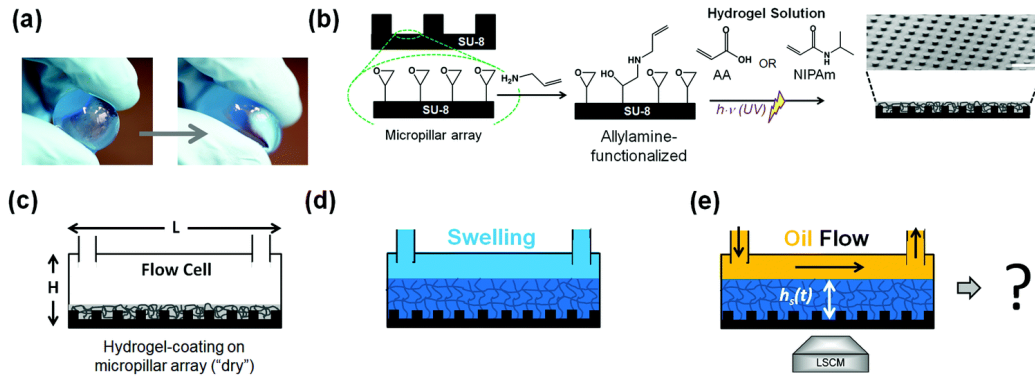 (a)
(b)
SU-8
O O O O
SU-8
Micropillar array
H₂N
HO
HN
O O O
SU-8
Allylamine-
functionalized
Hydrogel Solution
O
OH
AA
OR
O
N
H
NIPAm
h·ν (UV)
(c)
L
H
Flow Cell
Hydrogel-coating on
micropillar array ("dry")
(d)
Swelling
(e)
Oil Flow
hs(t)
LSCM
?